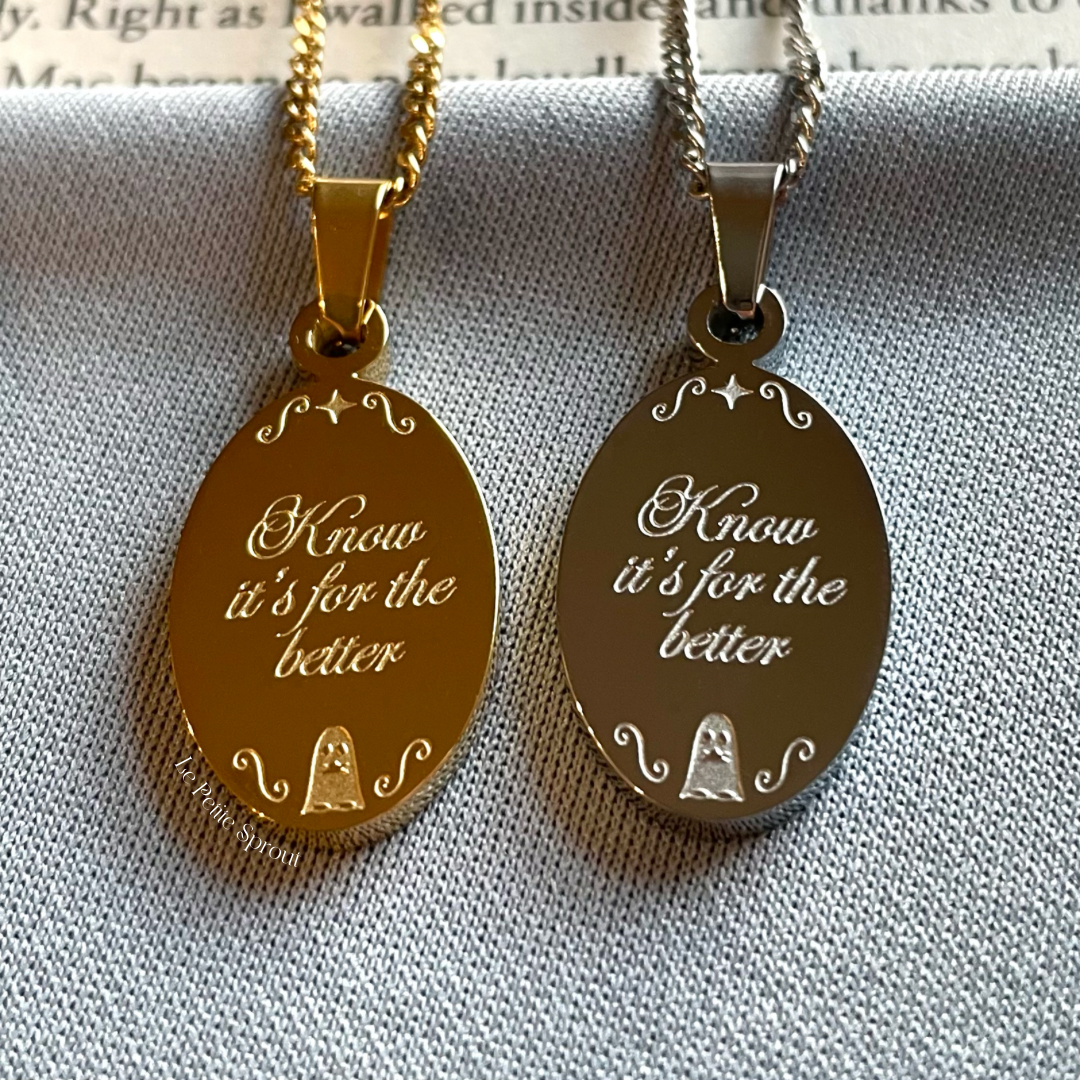 y. Right as I walked inside and thanks to
Know
it's for the
better
Know
it's for the
better
Le Petite Sprout